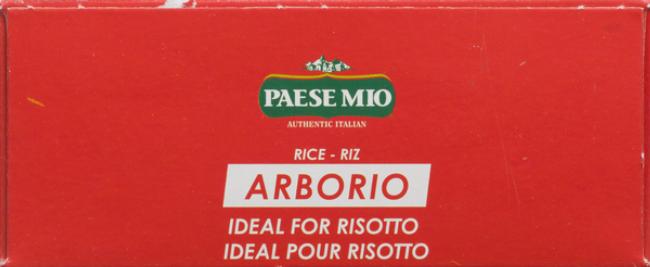 PAESE MIO
AUTHENTIC ITALIAN
RICE - RIZ
ARBORIO
IDEAL FOR RISOTTO
IDEAL POUR RISOTTO